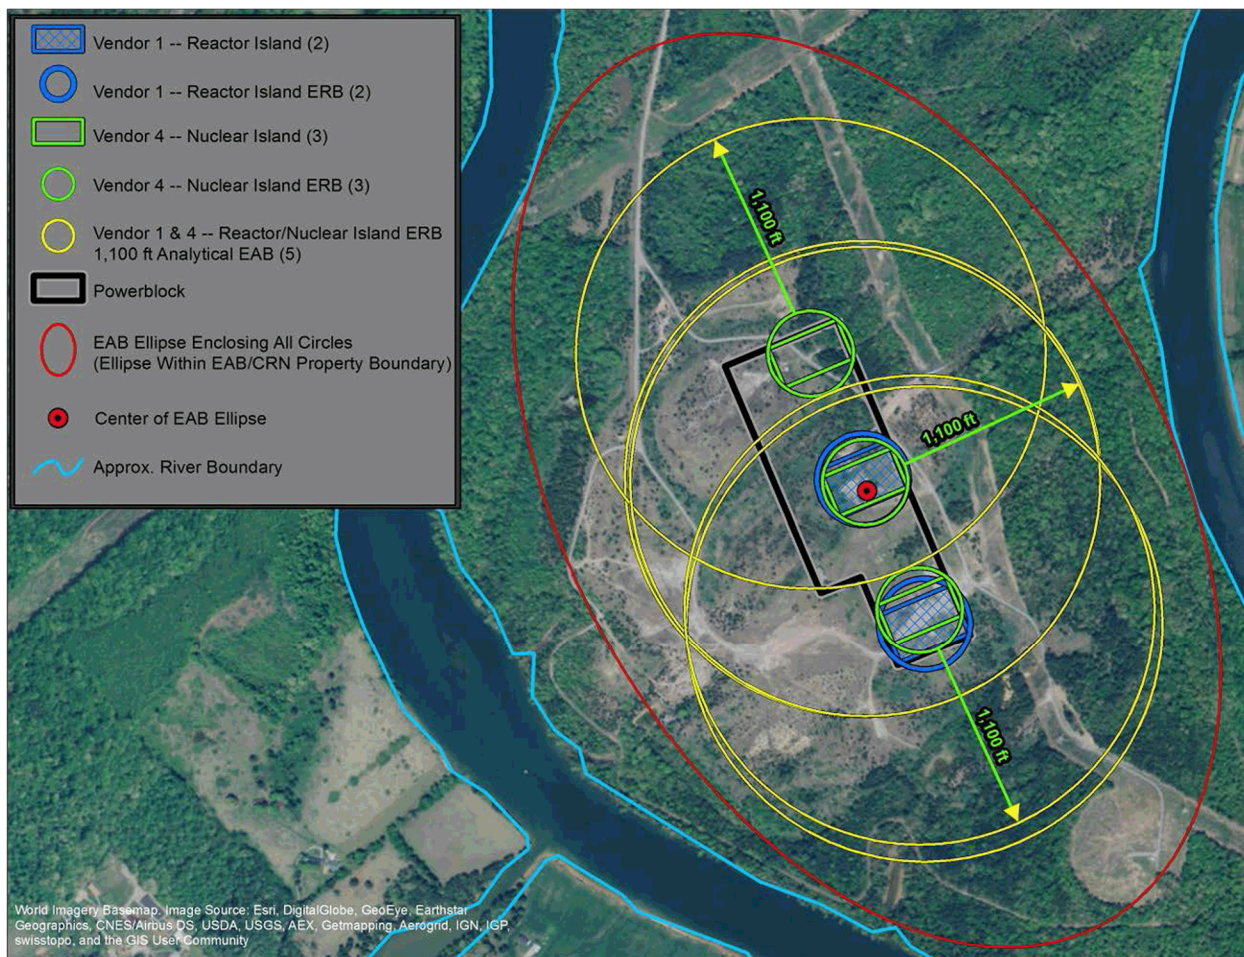 Vendor 1 -- Reactor Island (2)
Vendor 1 -- Reactor Island ERB (2)
Vendor 4 -- Nuclear Island (3)
Vendor 4 -- Nuclear Island ERB (3)
Vendor 1 & 4 -- Reactor/Nuclear Island ERB
1,100 ft Analytical EAB (5)
Powerblock
EAB Ellipse Enclosing All Circles
(Ellipse Within EAB/CRN Property Boundary)
Center of EAB Ellipse
Approx. River Boundary
1,100 ft
1,100 ft
1,100 ft
World Imagery Basemap, Image Source: Esri, DigitalGlobe, GeoEye, Earthstar
Geographics, CNES/Airbus DS, USDA, USGS, AEX, Getmapping, Aerogrid, IGN, IGP,
swisstopo, and the GIS User Community